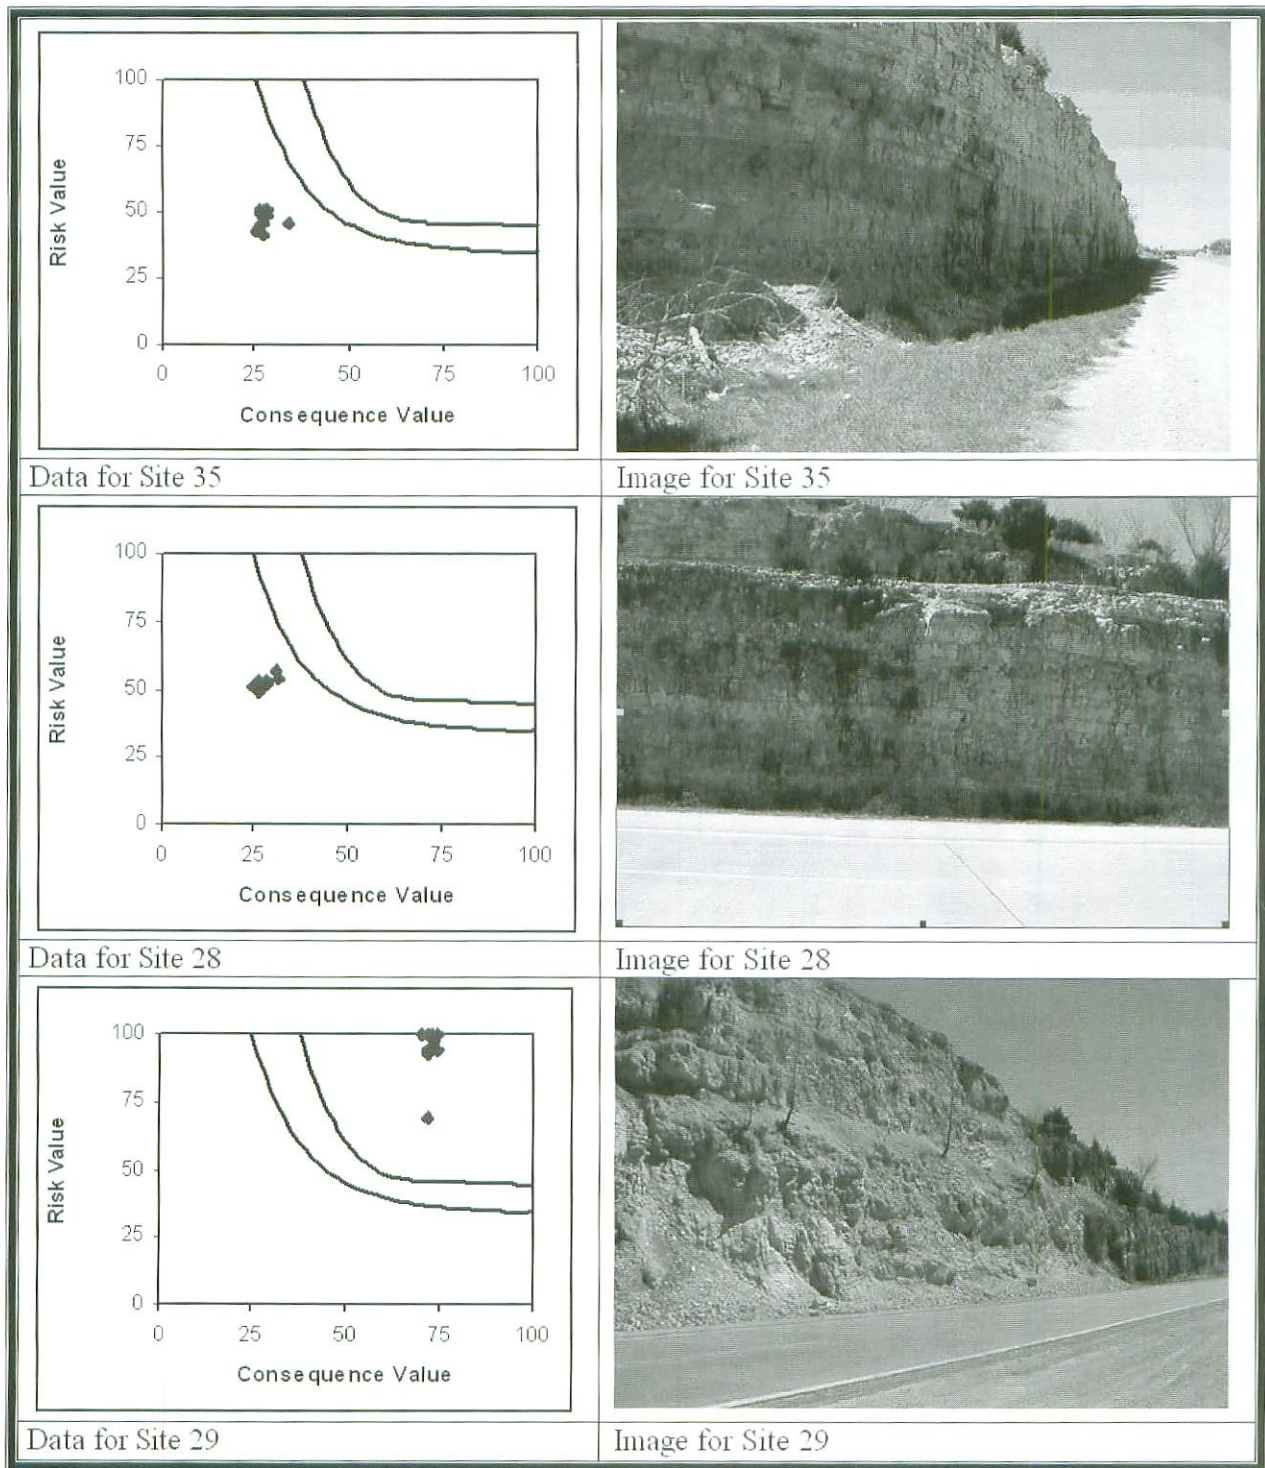 100
75
50
25
0
Risk Value
0 25 50 75 100
Consequence Value
Data for Site 35
Image for Site 35
100
75
50
25
0
Risk Value
0 25 50 75 100
Consequence Value
Data for Site 28
Image for Site 28
100
75
50
25
0
Risk Value
0 25 50 75 100
Consequence Value
Data for Site 29
Image for Site 29